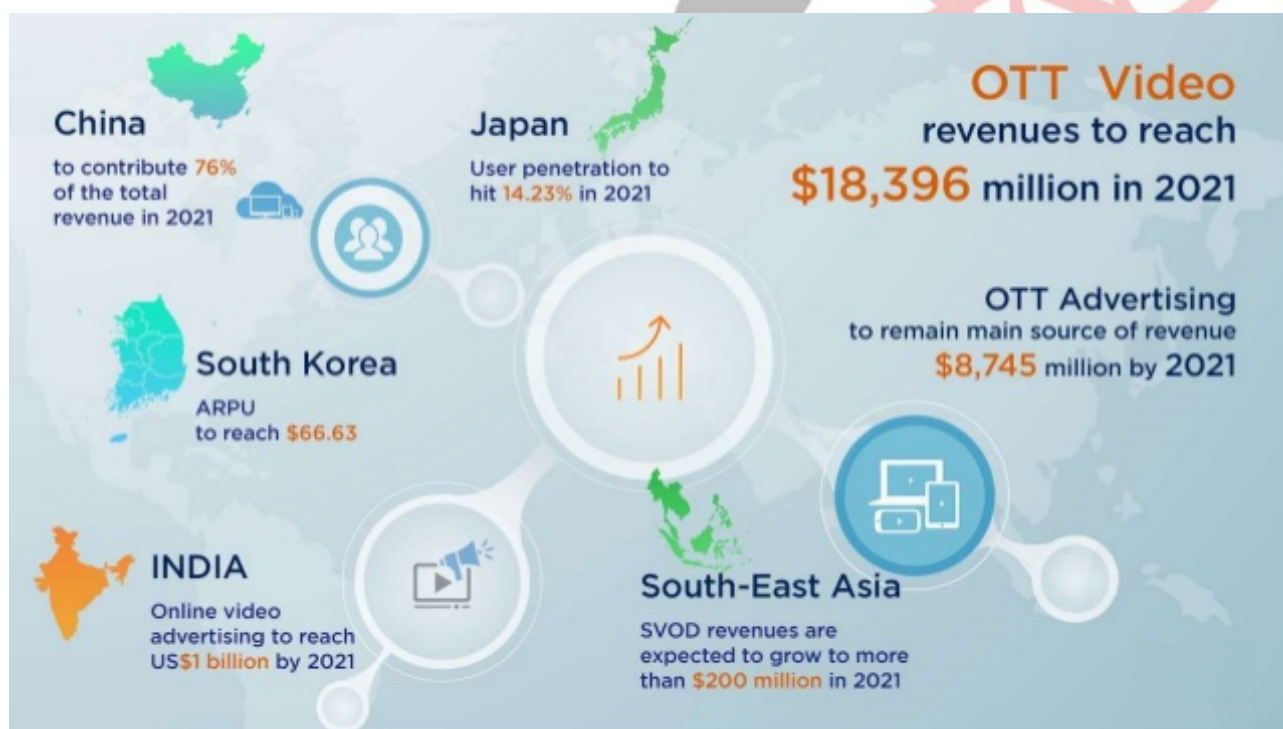 China
to contribute 76%
of the total
revenue in 2021
Japan
User penetration to
hit 14.23% in 2021
OTT Video
revenues to reach
$18,396 million in 2021
OTT Advertising
to remain main source of revenue
$8,745 million by 2021
South Korea
ARPU
to reach $66.63
INDIA
Online video
advertising to reach
US$1 billion by 2021
South-East Asia
SVOD revenues are
expected to grow to more
than $200 million in 2021